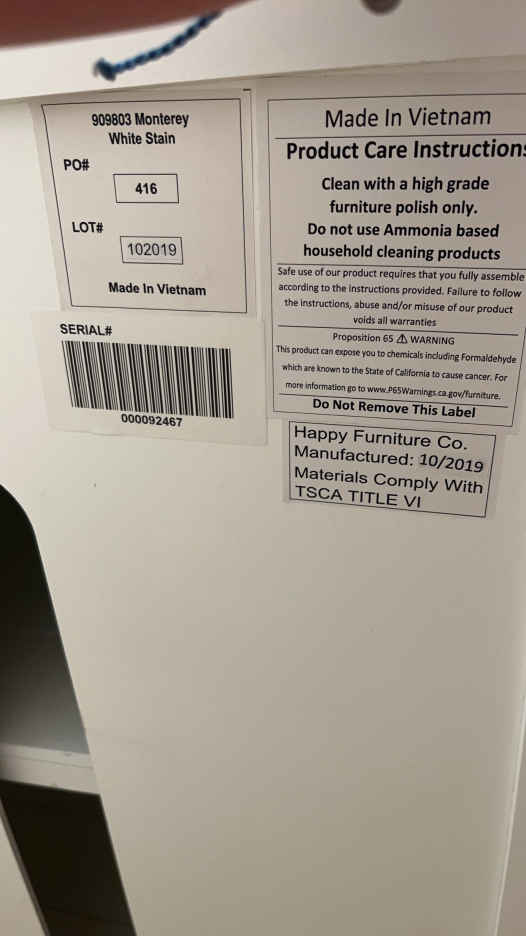 909803 Monterey
White Stain
PO#
416
LOT#
102019
Made In Vietnam
SERIAL#
000092467
Made In Vietnam
Product Care Instructions
Clean with a high grade
furniture polish only.
Do not use Ammonia based
household cleaning products
Safe use of our product requires that you fully assemble
according to the instructions provided. Failure to follow
the instructions, abuse and/or misuse of our product
voids all warranties
Proposition 65 ⚠ WARNING
This product can expose you to chemicals including Formaldehyde
which are known to the State of California to cause cancer. For
more information go to www.P65Warnings.ca.gov/furniture.
Do Not Remove This Label
Happy Furniture Co.
Manufactured: 10/2019
Materials Comply With
TSCA TITLE VI